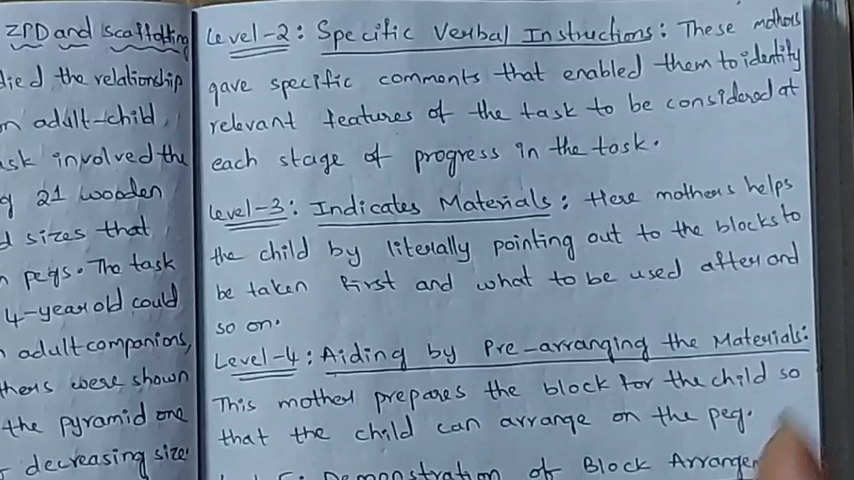 ZPD and Scaffolding
died the relationship
n adult-child,
ask involved the
g 21 wooden
d sizes that
n pegs. The task
4-year old could
adult companions,
thers were shown
the pyramid one
decreasing size.
Level-2: Specific Verbal Instructions: These mothers
gave specific comments that enabled them to identify
relevant features of the task to be considered at
each stage of progress in the task.
Level-3: Indicates Materials: Here mothers helps
the child by literally pointing out to the blocks to
be taken first and what to be used after and
so on.
Level-4: Aiding by Pre-arranging the Materials:
This mother prepares the block for the child so
that the child can arrange on the peg.
Demonstration of Block Arrangem